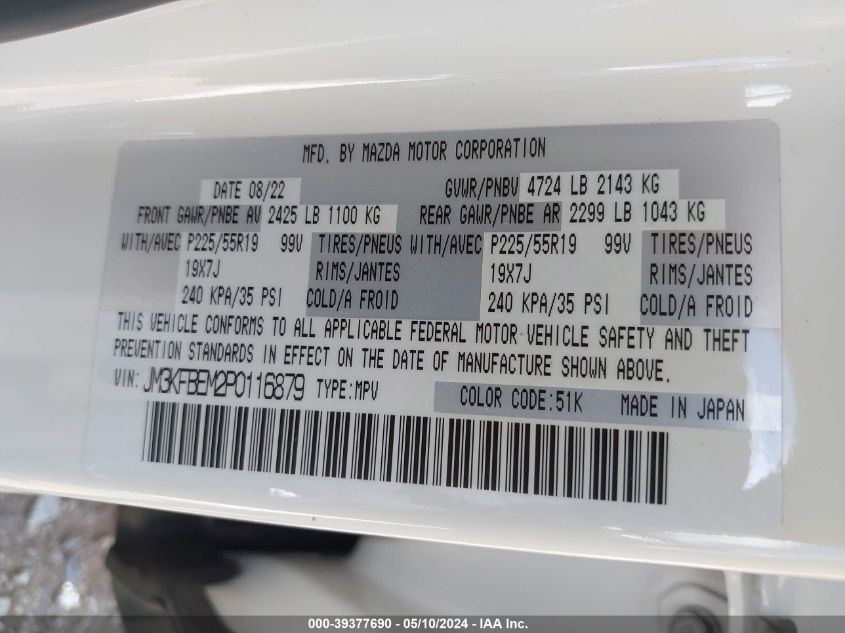 MFD. BY MAZDA MOTOR CORPORATION
DATE 08/22 GVWR/PNBV 4724 LB 2143 KG
FRONT GAWR/PNBE AV 2425 LB 1100 KG REAR GAWR/PNBE AR 2299 LB 1043 KG
WITH/AVEC P225/55R19 99V TIRES/PNEUS WITH/AVEC P225/55R19 99V TIRES/PNEUS
19X7J RIMS/JANTES 19X7J RIMS/JANTES
240 KPA/35 PSI COLD/A FROID 240 KPA/35 PSI COLD/A FROID
THIS VEHICLE CONFORMS TO ALL APPLICABLE FEDERAL MOTOR VEHICLE SAFETY AND THEFT
PREVENTION STANDARDS IN EFFECT ON THE DATE OF MANUFACTURE SHOWN ABOVE.
VIN: JM3KFBEM2P0116879 TYPE:MPV COLOR CODE:51K MADE IN JAPAN
000-39377690 - 05/10/2024 - IAA Inc.